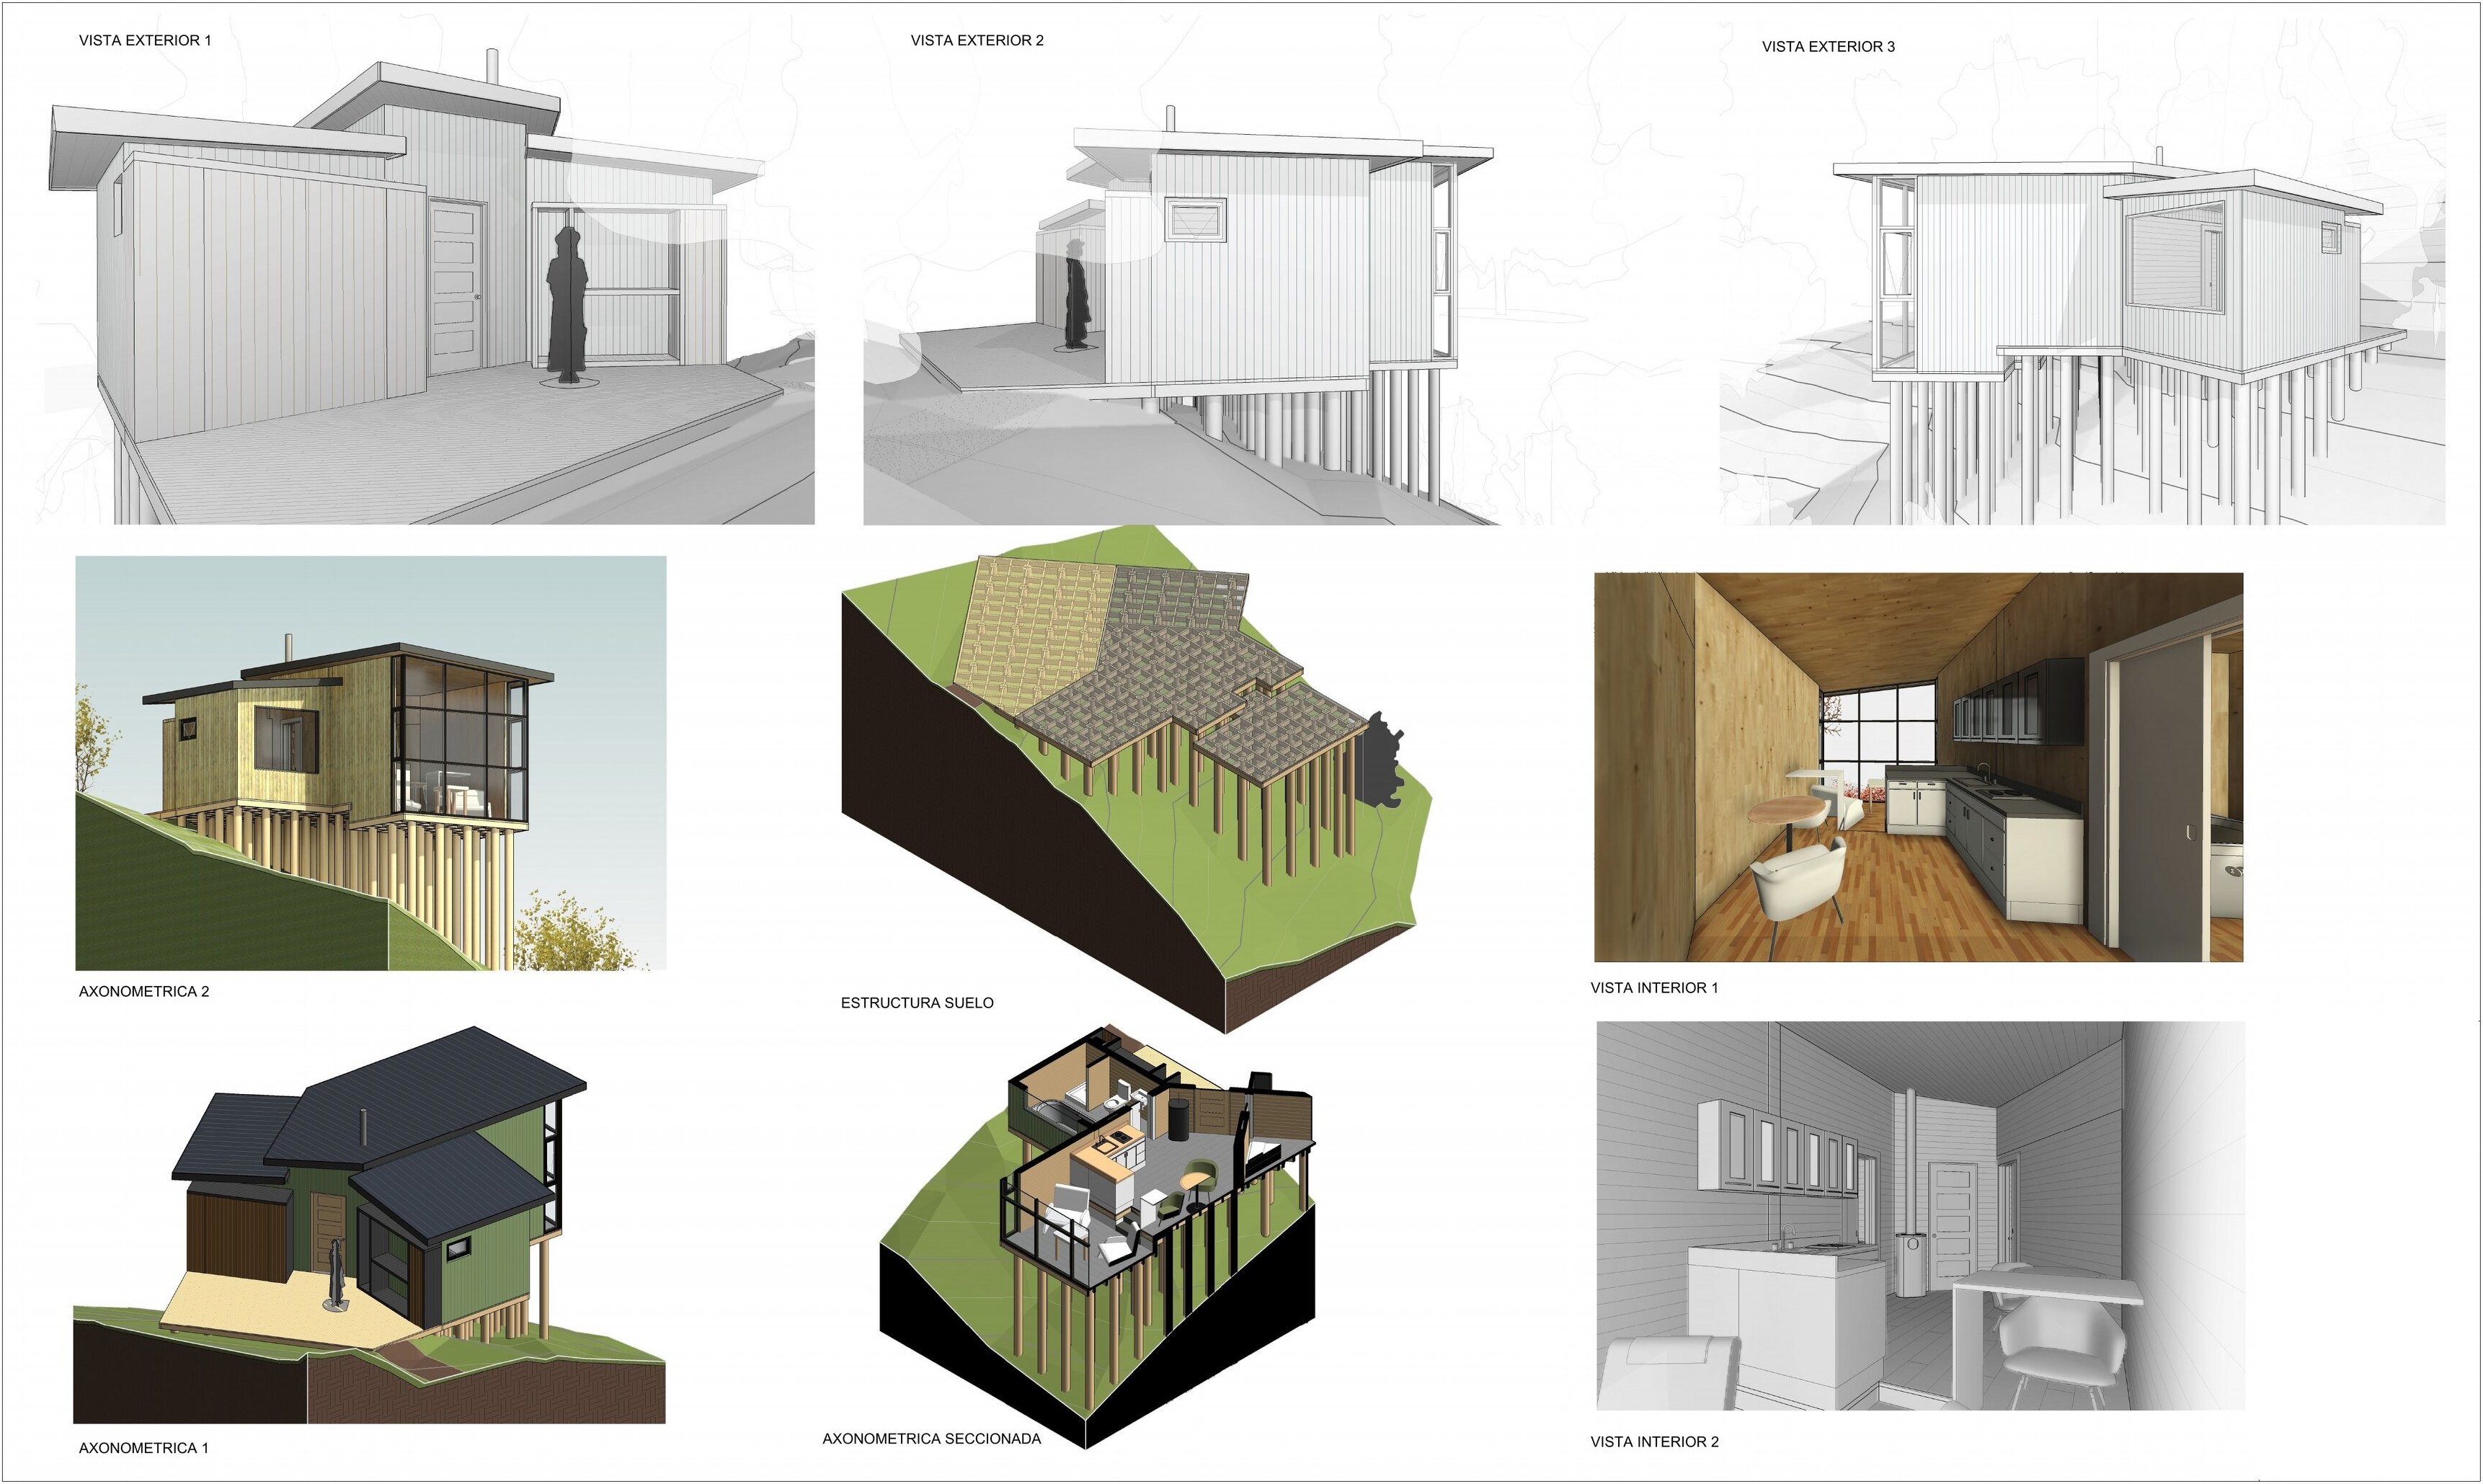 VISTA EXTERIOR 1
VISTA EXTERIOR 2
VISTA EXTERIOR 3
AXONOMETRICA 2
ESTRUCTURA SUELO
VISTA INTERIOR 1
AXONOMETRICA 1
AXONOMETRICA SECCIONADA
VISTA INTERIOR 2